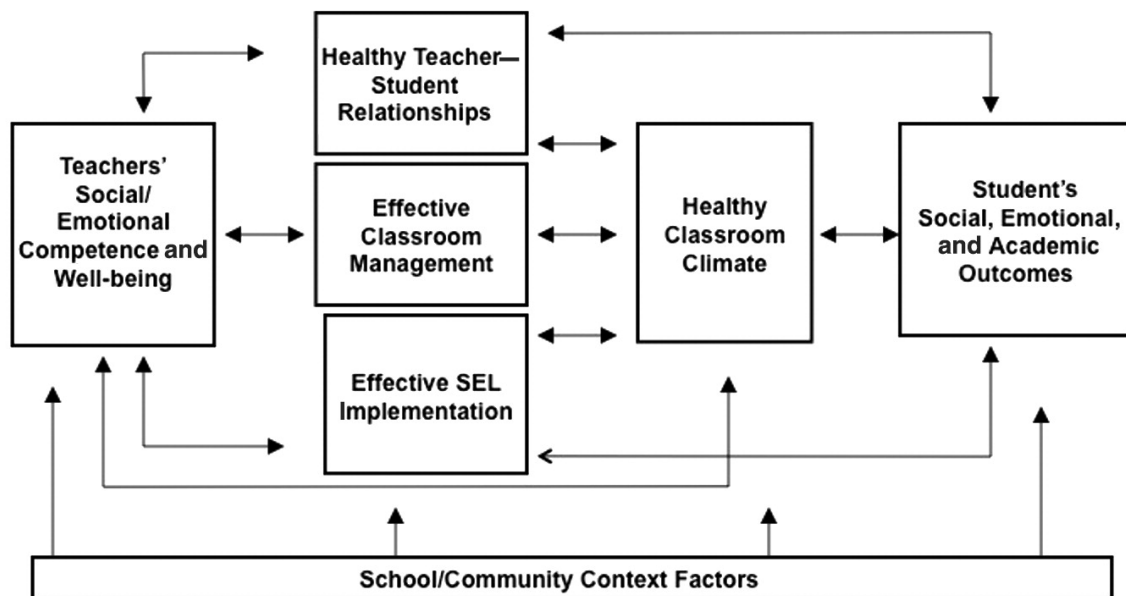 Healthy Teacher—
Student
Relationships
Teachers’
Social/
Emotional
Competence and
Well-being
Effective
Classroom
Management
Healthy
Classroom
Climate
Student’s
Social, Emotional,
and Academic
Outcomes
Effective SEL
Implementation
School/Community Context Factors